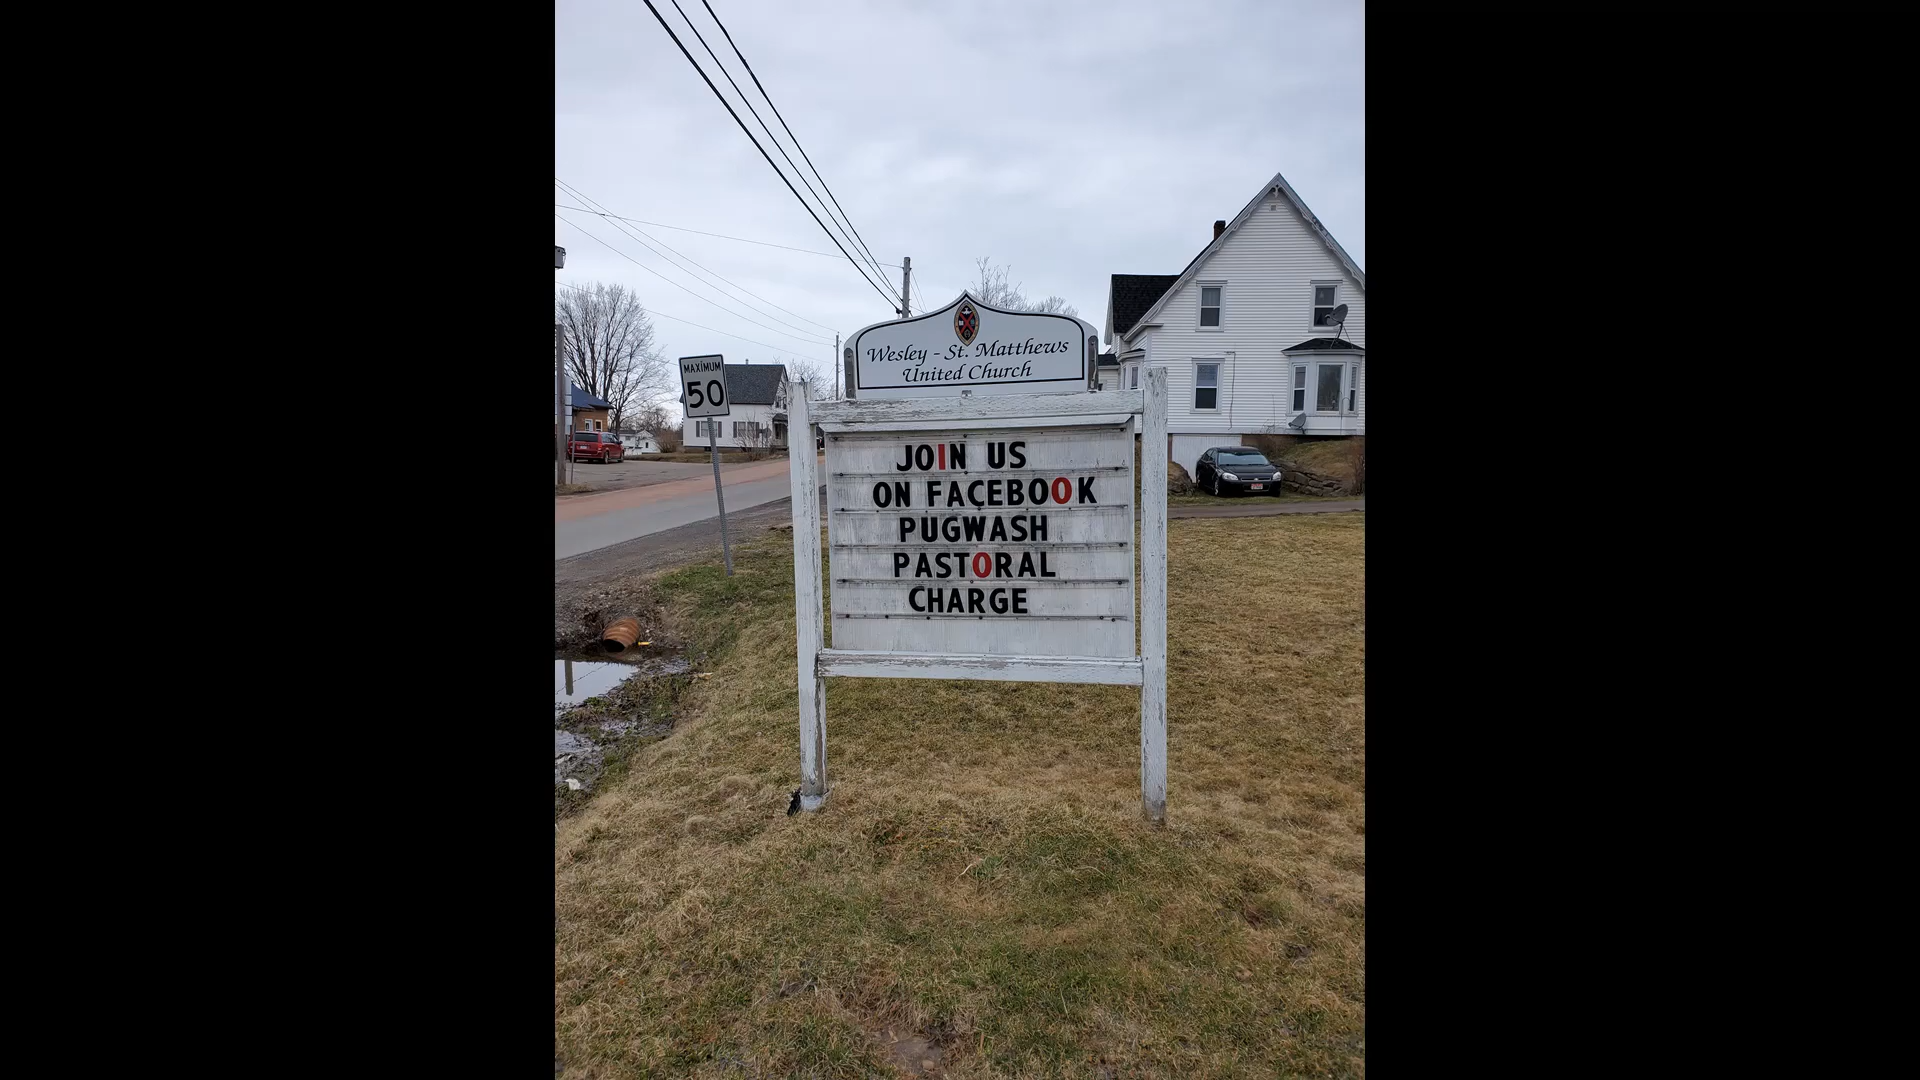 Wesley - St. Matthews
United Church
MAXIMUM
50
JOIN US
ON FACEBOOK
PUGWASH
PASTORAL
CHARGE